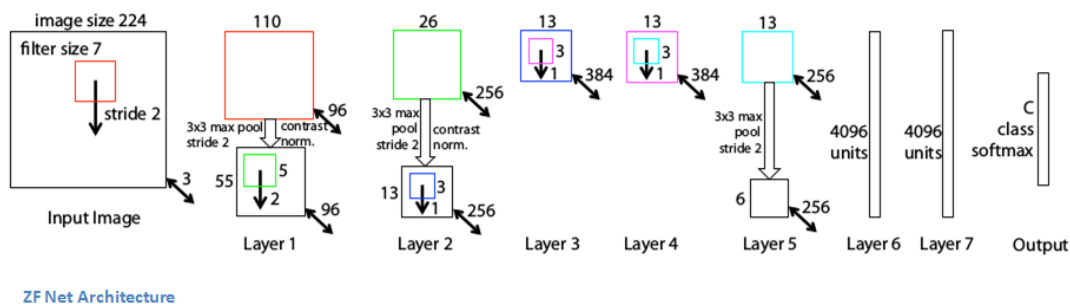 image size 224
filter size 7
stride 2
3
Input Image
110
96
3x3 max
pool
stride 2
contrast
norm.
55
5
2
96
Layer 1
26
256
3x3 max
pool
stride 2
contrast
norm.
13
3
1
256
Layer 2
13
3
1
384
Layer 3
13
3
1
384
Layer 4
13
256
3x3 max
pool
stride 2
6
256
Layer 5
4096
units
Layer 6
4096
units
Layer 7
C
class
softmax
Output
ZF Net Architecture